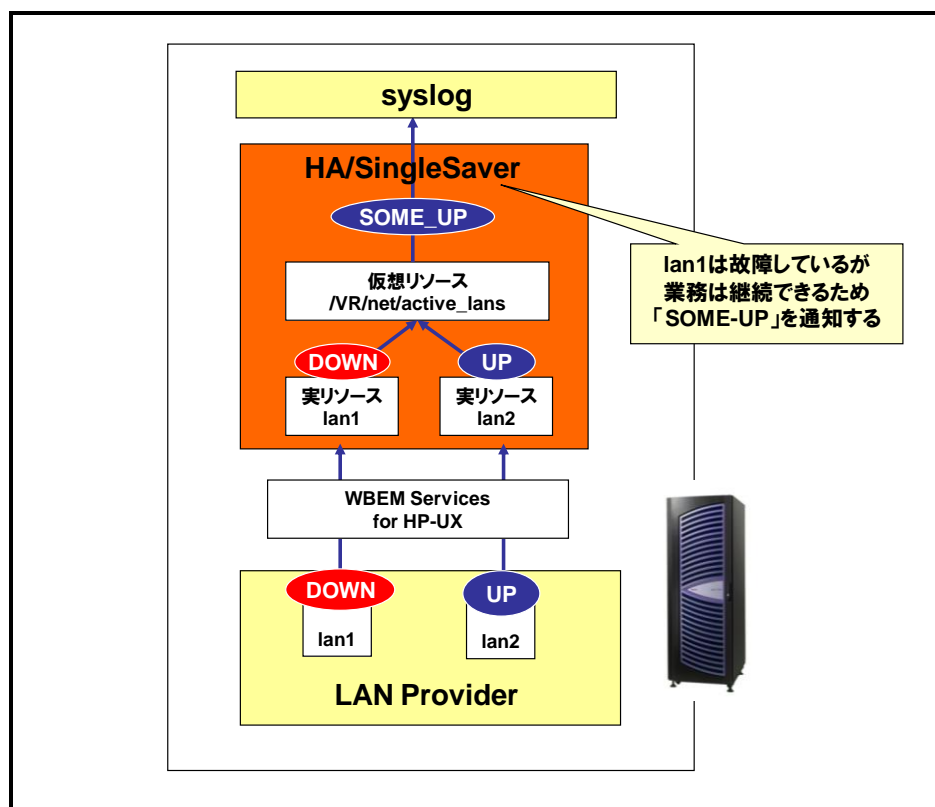 syslog
HA/SingleSaver
SOME_UP
仮想リソース
/VR/net/active_lans
lan1は故障しているが
業務は継続できるため
「SOME-UP」を通知する
DOWN
UP
実リソース
lan1
実リソース
lan2
WBEM Services
for HP-UX
DOWN
UP
lan1
lan2
LAN Provider